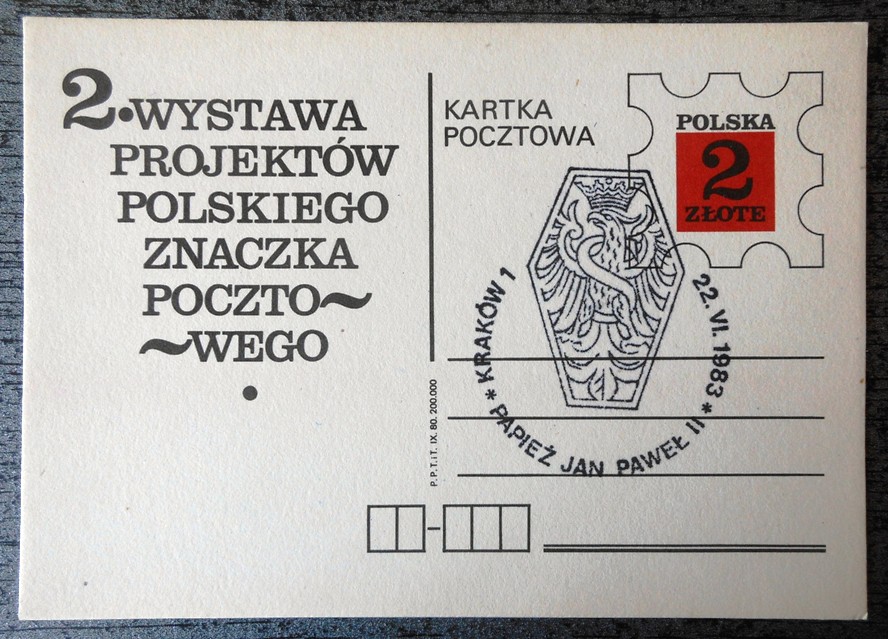 2.WYSTAWA
PROJEKTÓW
POLSKIEGO
ZNACZKA
POCZTO~
~WEGO
KARTKA
POCZTOWA
POLSKA
2
ZŁOTE
* KRAKÓW 1
22. VI. 1983
* PAPIEŻ JAN PAWEŁ II *
P.P.T.iT. IX. 80. 200.000